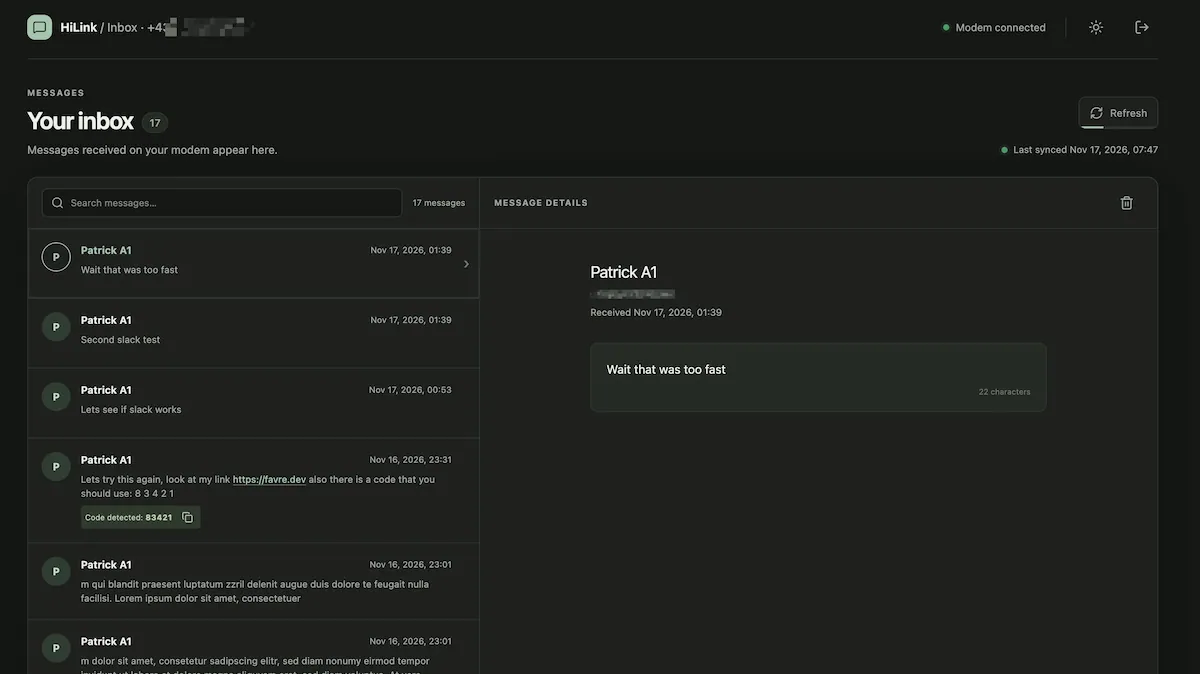 HiLink / Inbox · +43
Modem connected
MESSAGES
Your inbox 17
Messages received on your modem appear here.
Refresh
Last synced Nov 17, 2026, 07:47
Search messages...
17 messages
Patrick A1
Nov 17, 2026, 01:39
Wait that was too fast
Patrick A1
Nov 17, 2026, 01:39
Second slack test
Patrick A1
Nov 17, 2026, 00:53
Lets see if slack works
Patrick A1
Nov 16, 2026, 23:31
Lets try this again, look at my link https://favre.dev also there is a code that you
should use: 8 3 4 2 1
Code detected: 83421
Patrick A1
Nov 16, 2026, 23:01
m qui blandit praesent luptatum zzril delenit augue duis dolore te feugait nulla
facilisi. Lorem ipsum dolor sit amet, consectetuer
Patrick A1
Nov 16, 2026, 23:01
m dolor sit amet, consetetur sadipscing elitr, sed diam nonumy eirmod tempor
MESSAGE DETAILS
Patrick A1
Received Nov 17, 2026, 01:39
Wait that was too fast
22 characters